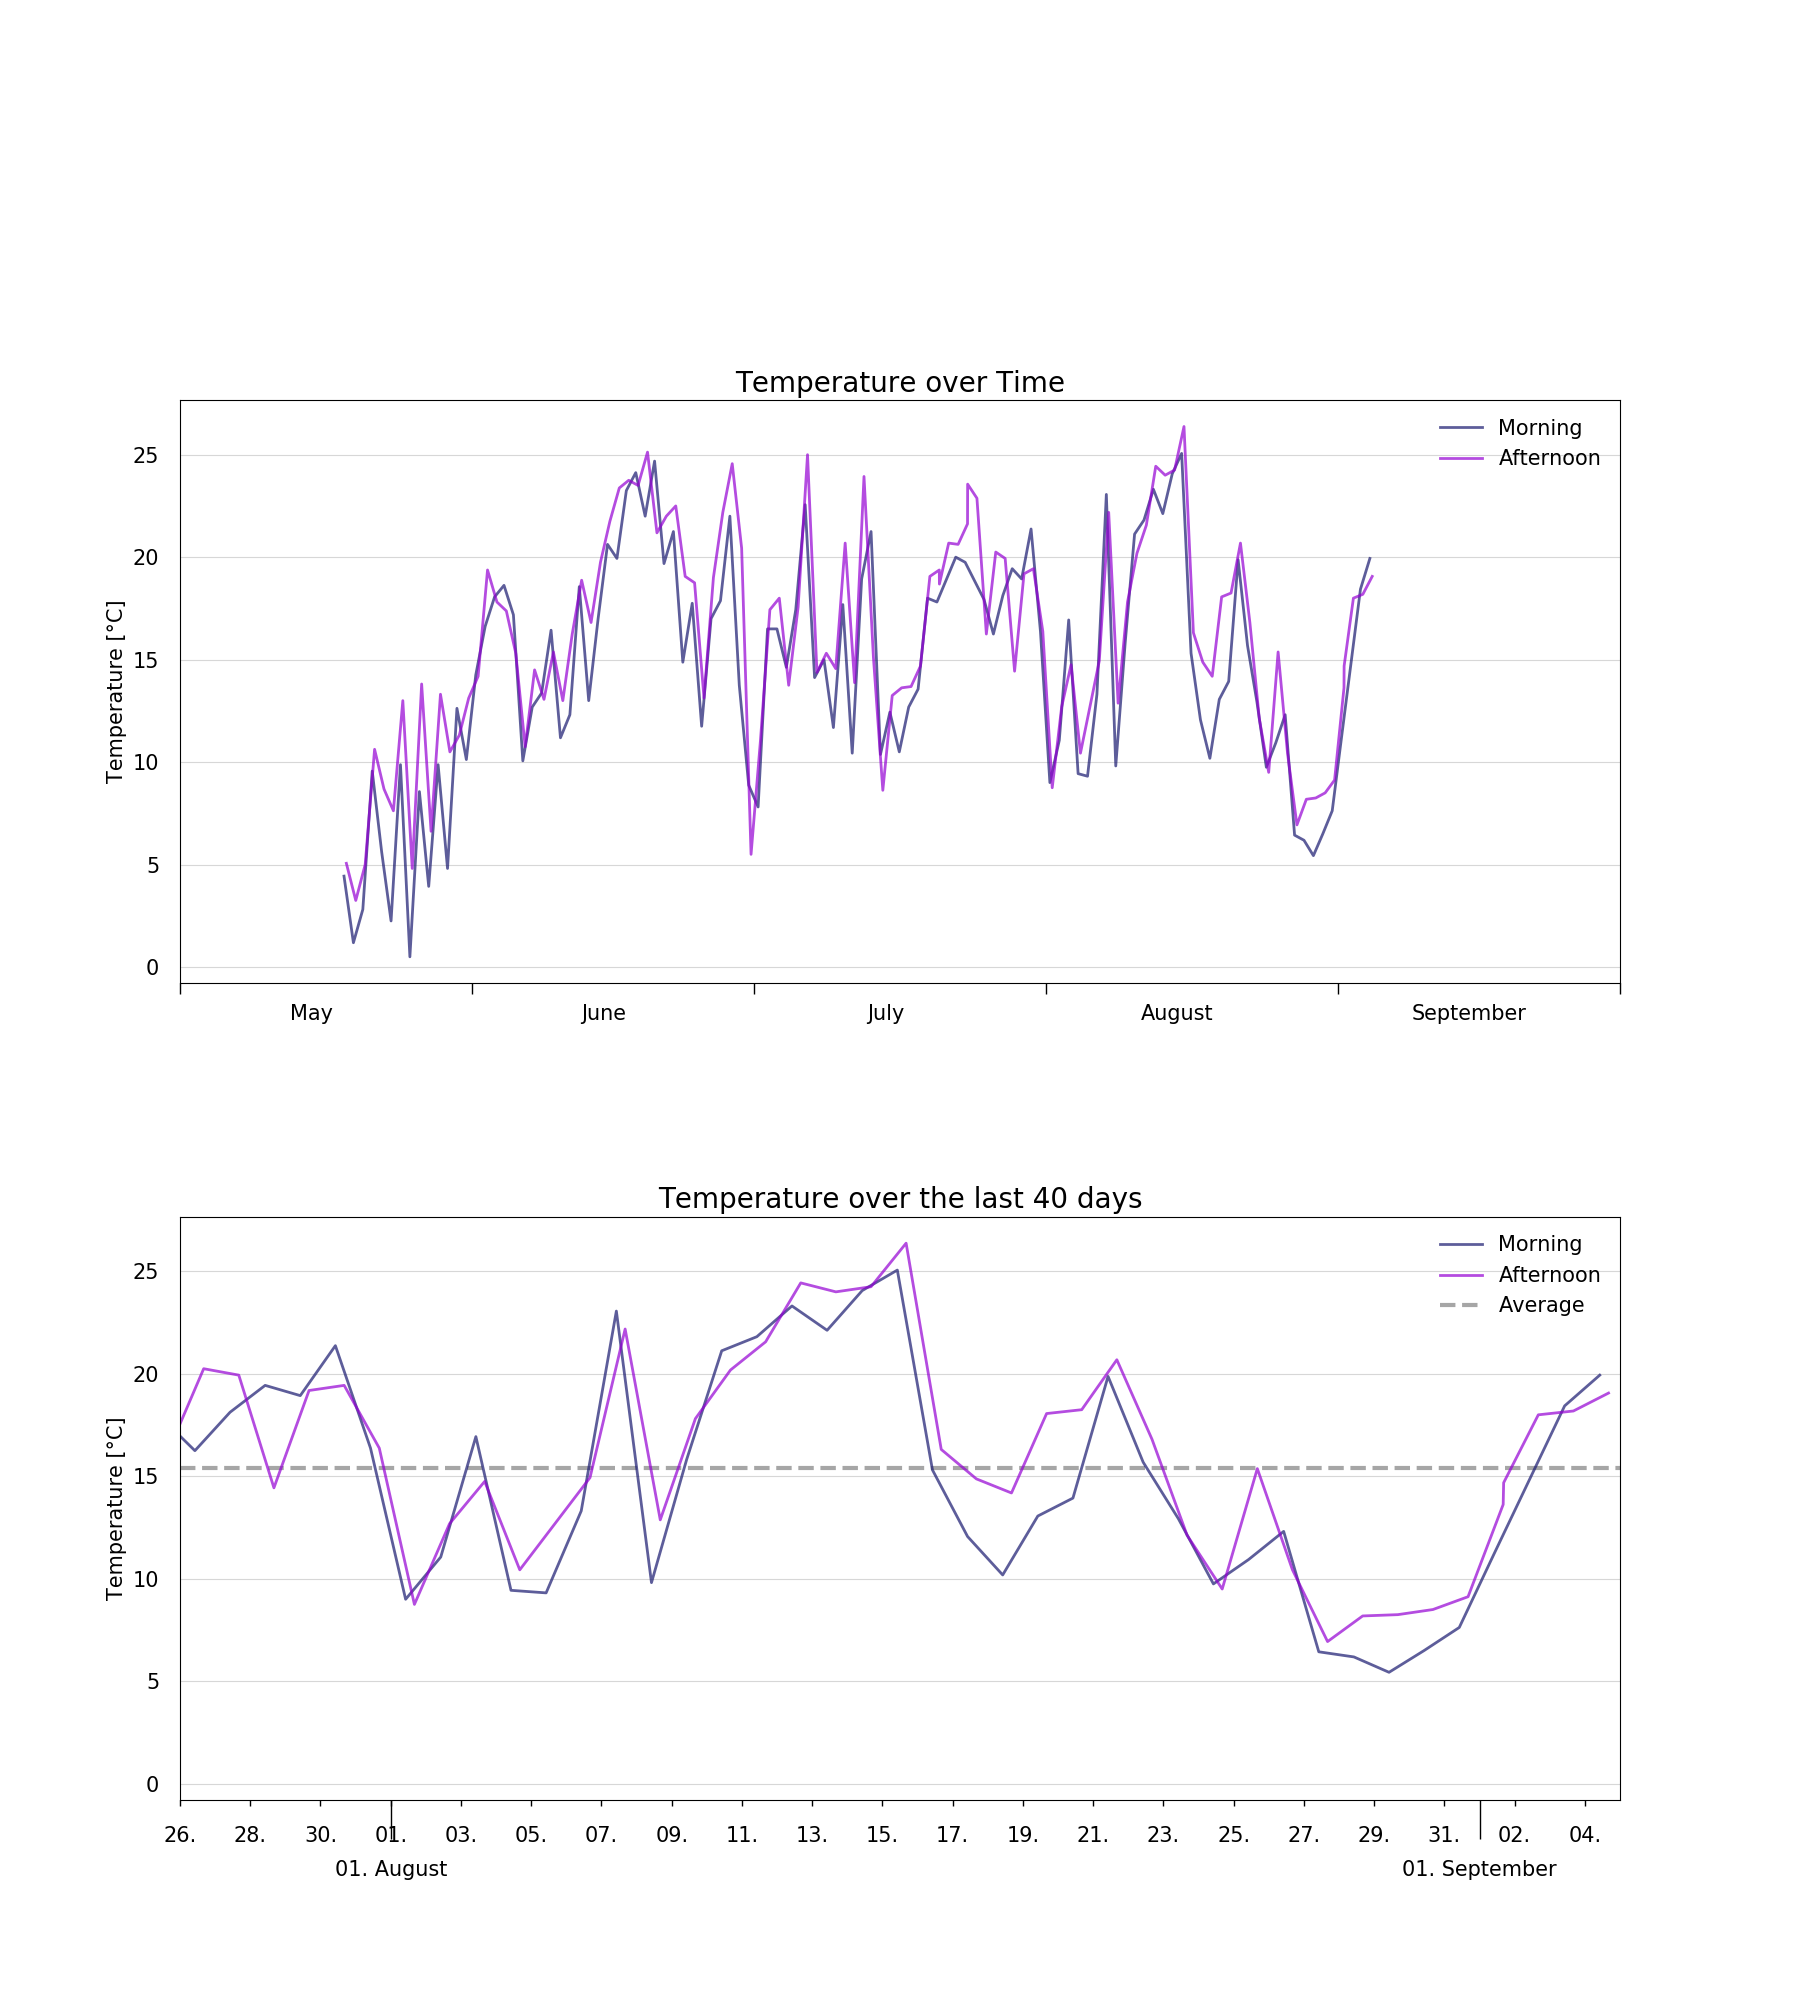 Temperature over Time
Morning
Afternoon
25
20
15
10
5
0
Temperature [°C]
May June July August September
Temperature over the last 40 days
Morning
Afternoon
Average
25
20
15
10
5
0
Temperature [°C]
26. 28. 30. 01. 03. 05. 07. 09. 11. 13. 15. 17. 19. 21. 23. 25. 27. 29. 31. 02. 04.
01. August 01. September